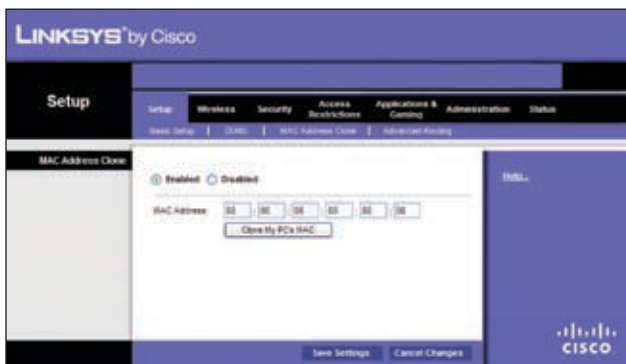 LINKSYS® by Cisco
Setup
Setup Wireless Security Access Restrictions Applications & Gaming Administration Status
Basic Setup | DDNS | MAC Address Clone | Advanced Routing
MAC Address Clone
Enabled Disabled
Help...
MAC Address: : : : : :
Clone My PC's MAC
Save Settings Cancel Changes
CISCO